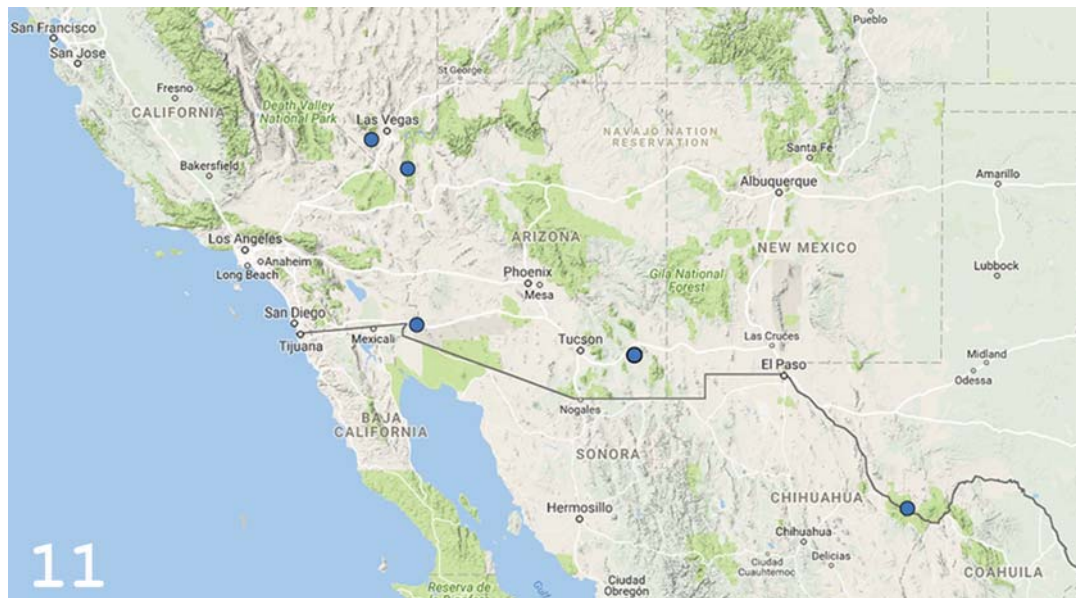 San Francisco
San Jose
Fresno
CALIFORNIA
Death Valley
National Park
Las Vegas
St George
Pueblo
NAVAJO NATION
RESERVATION
Santa Fe
Bakersfield
Albuquerque
Amarillo
Los Angeles
Anaheim
Long Beach
ARIZONA
NEW MEXICO
Phoenix
Mesa
Gila National
Forest
Lubbock
San Diego
Tijuana
Mexicali
Tucson
Las Cruces
El Paso
Midland
Odessa
Nogales
BAJA
CALIFORNIA
SONORA
Hermosillo
CHIHUAHUA
Chihuahua
Delicias
Ciudad
Cuauhtemoc
COAHUILA
Ciudad
Obregón
Reserva de
11